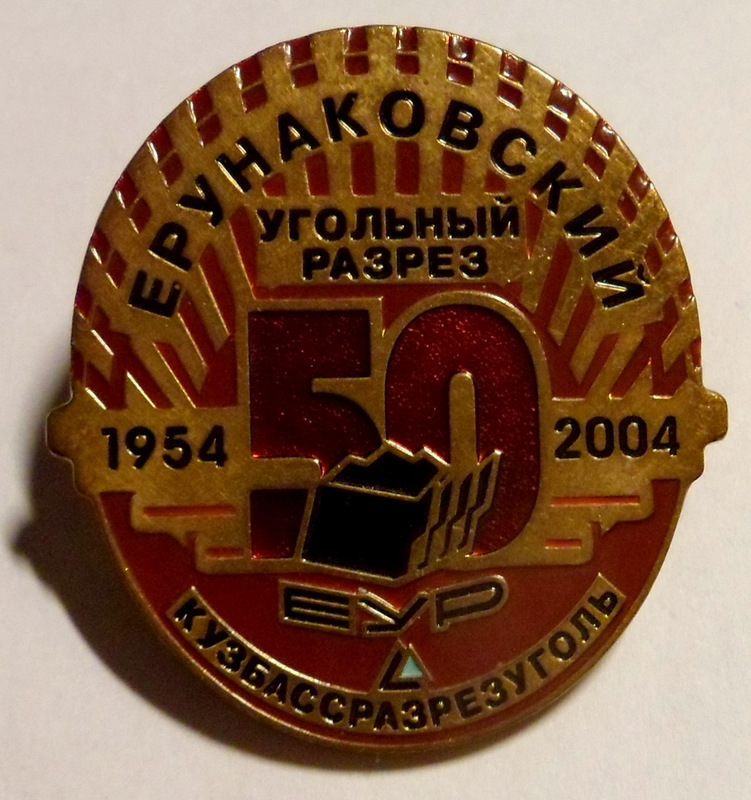 ЕРУНАКОВСКИЙ
УГОЛЬНЫЙ
РАЗРЕЗ
50
1954
2004
ЕУР
КУЗБАССРАЗРЕЗУГОЛЬ